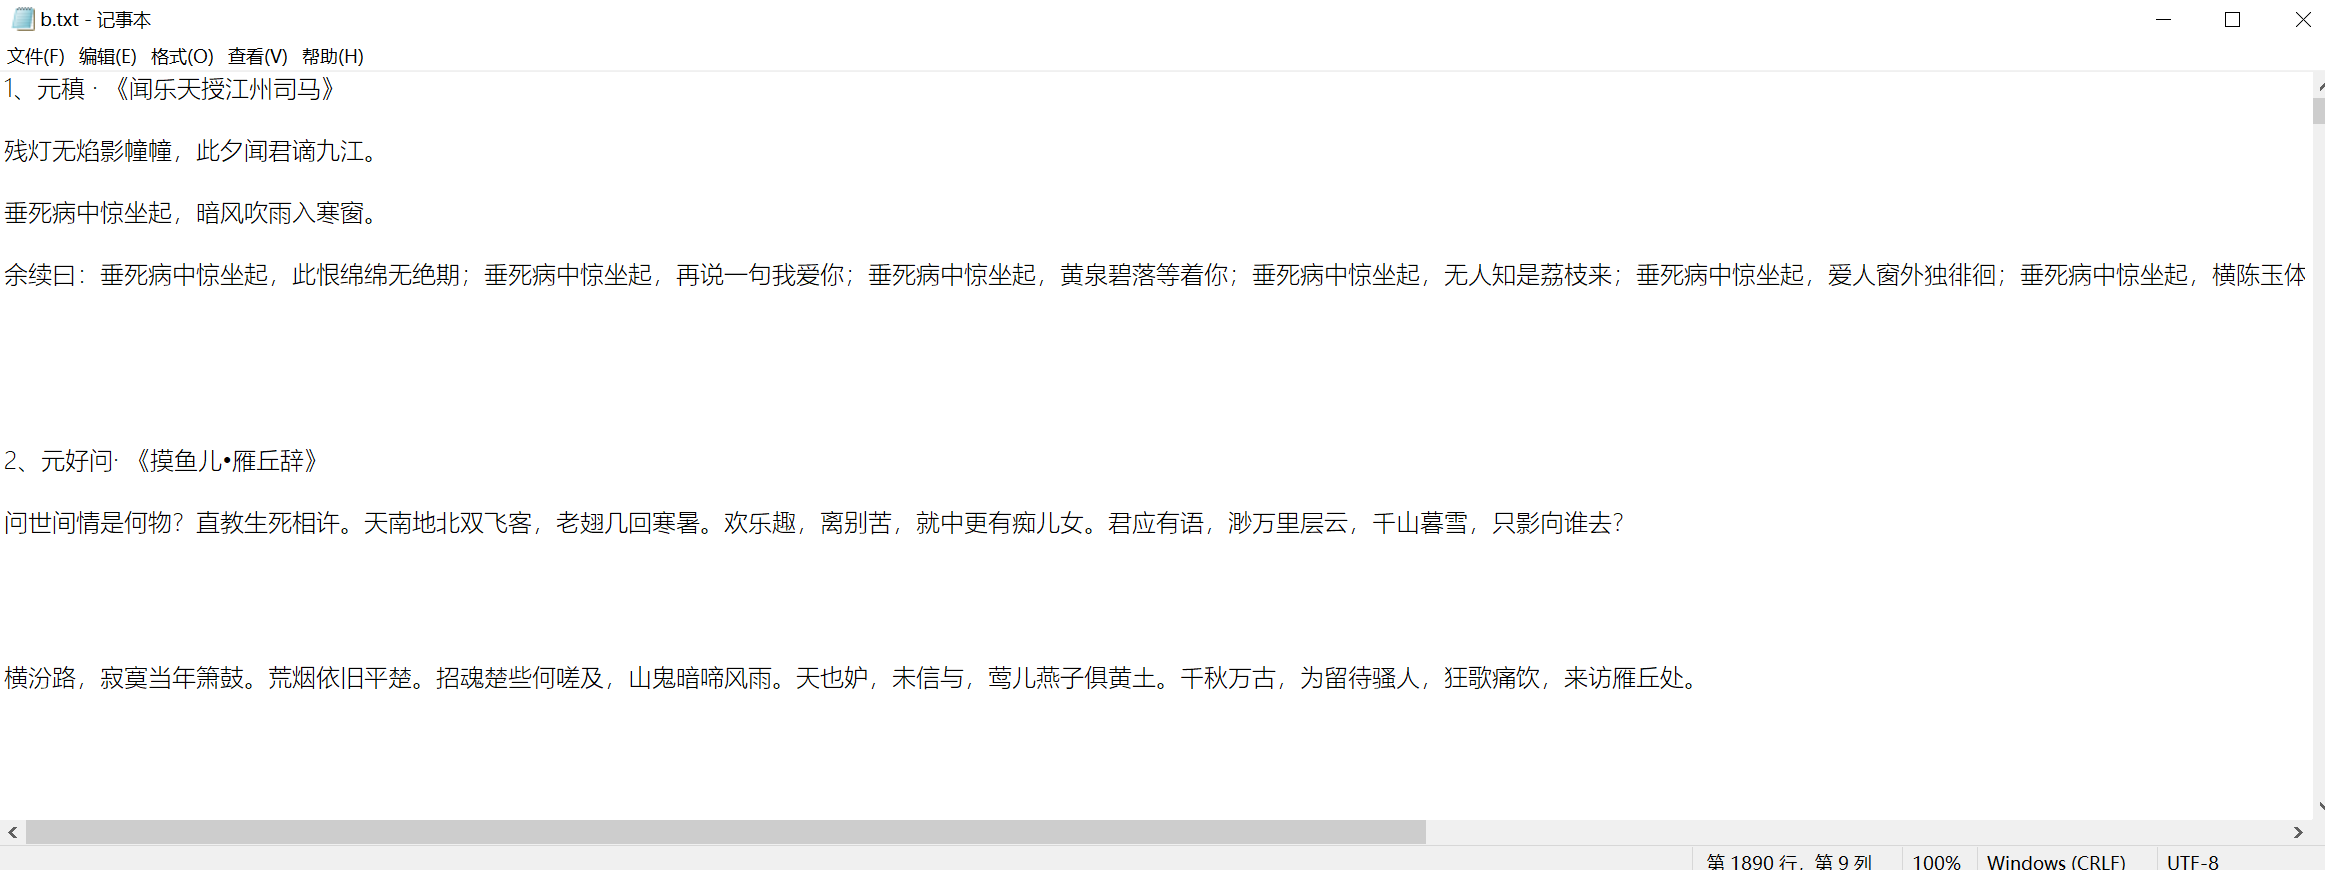 b.txt - 记事本
文件(F) 编辑(E) 格式(O) 查看(V) 帮助(H)
1、元稹 · 《闻乐天授江州司马》
残灯无焰影幢幢，此夕闻君谪九江。
垂死病中惊坐起，暗风吹雨入寒窗。
余续曰：垂死病中惊坐起，此恨绵绵无绝期；垂死病中惊坐起，再说一句我爱你；垂死病中惊坐起，黄泉碧落等着你；垂死病中惊坐起，无人知是荔枝来；垂死病中惊坐起，爱人窗外独徘徊；垂死病中惊坐起，横陈玉体
2、元好问· 《摸鱼儿•雁丘辞》
问世间情是何物？直教生死相许。天南地北双飞客，老翅几回寒暑。欢乐趣，离别苦，就中更有痴儿女。君应有语，渺万里层云，千山暮雪，只影向谁去？
横汾路，寂寞当年箫鼓。荒烟依旧平楚。招魂楚些何嗟及，山鬼暗啼风雨。天也妒，未信与，莺儿燕子俱黄土。千秋万古，为留待骚人，狂歌痛饮，来访雁丘处。
第 1890 行，第 9 列 100% Windows (CRLF) UTF-8